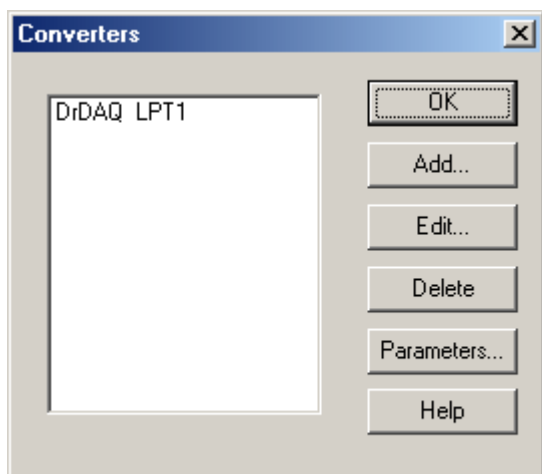 Converters
DrDAQ LPT1
OK
Add...
Edit...
Delete
Parameters...
Help